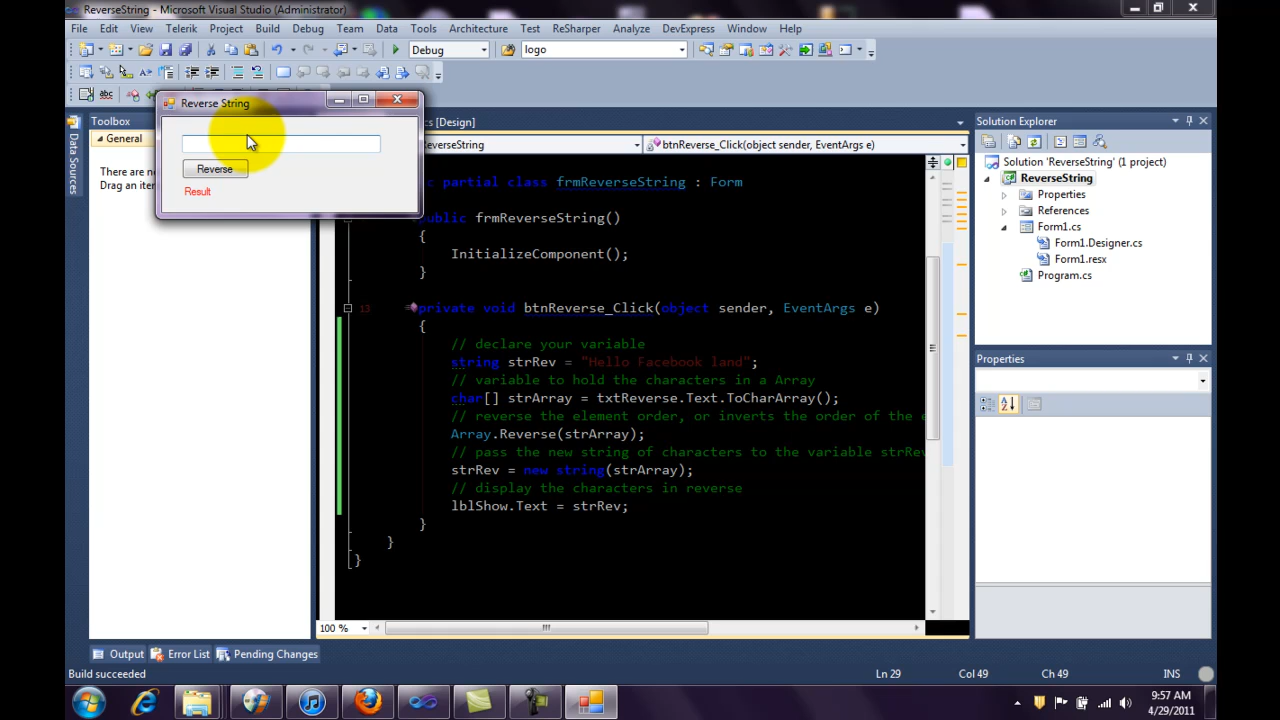 ReverseString - Microsoft Visual Studio (Administrator)
File Edit View Telerik Project Build Debug Team Data Tools Architecture Test ReSharper Analyze DevExpress Window Help
Debug logo
Reverse String
Reverse
Result
Toolbox
General
There are no
Drag an iter
Data Sources
cs [Design]
everseString
btnReverse_Click(object sender, EventArgs e)
c partial class frmReverseString : Form
public frmReverseString()
{
InitializeComponent();
}
13 private void btnReverse_Click(object sender, EventArgs e)
{
// declare your variable
string strRev = "Hello Facebook land";
// variable to hold the characters in a Array
char[] strArray = txtReverse.Text.ToCharArray();
// reverse the element order, or inverts the order of the e
Array.Reverse(strArray);
// pass the new string of characters to the variable strRev
strRev = new string(strArray);
// display the characters in reverse
lblShow.Text = strRev;
}
}
}
100 %
Solution Explorer
Solution 'ReverseString' (1 project)
ReverseString
Properties
References
Form1.cs
Form1.Designer.cs
Form1.resx
Program.cs
Properties
Output Error List Pending Changes
Build succeeded Ln 29 Col 49 Ch 49 INS
9:57 AM
4/29/2011